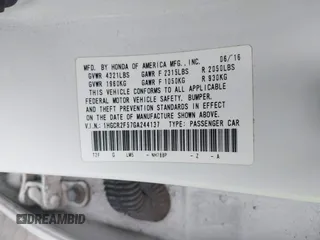 MFD. BY HONDA OF AMERICA MFG., INC. 06/16
GVWR 4321LBS GAWR F 2315LBS R 2050LBS
GVWR 1960KG GAWR F 1050KG R 930KG
THIS VEHICLE CONFORMS TO ALL APPLICABLE
FEDERAL MOTOR VEHICLE SAFETY, BUMPER,
AND THEFT PREVENTION STANDARDS IN EFFECT
ON THE DATE OF MANUFACTURE SHOWN ABOVE.
V.I.N.: 1HGCR2F57GA244137 TYPE: PASSENGER CAR
NH788P - Z - A
DREAMBID